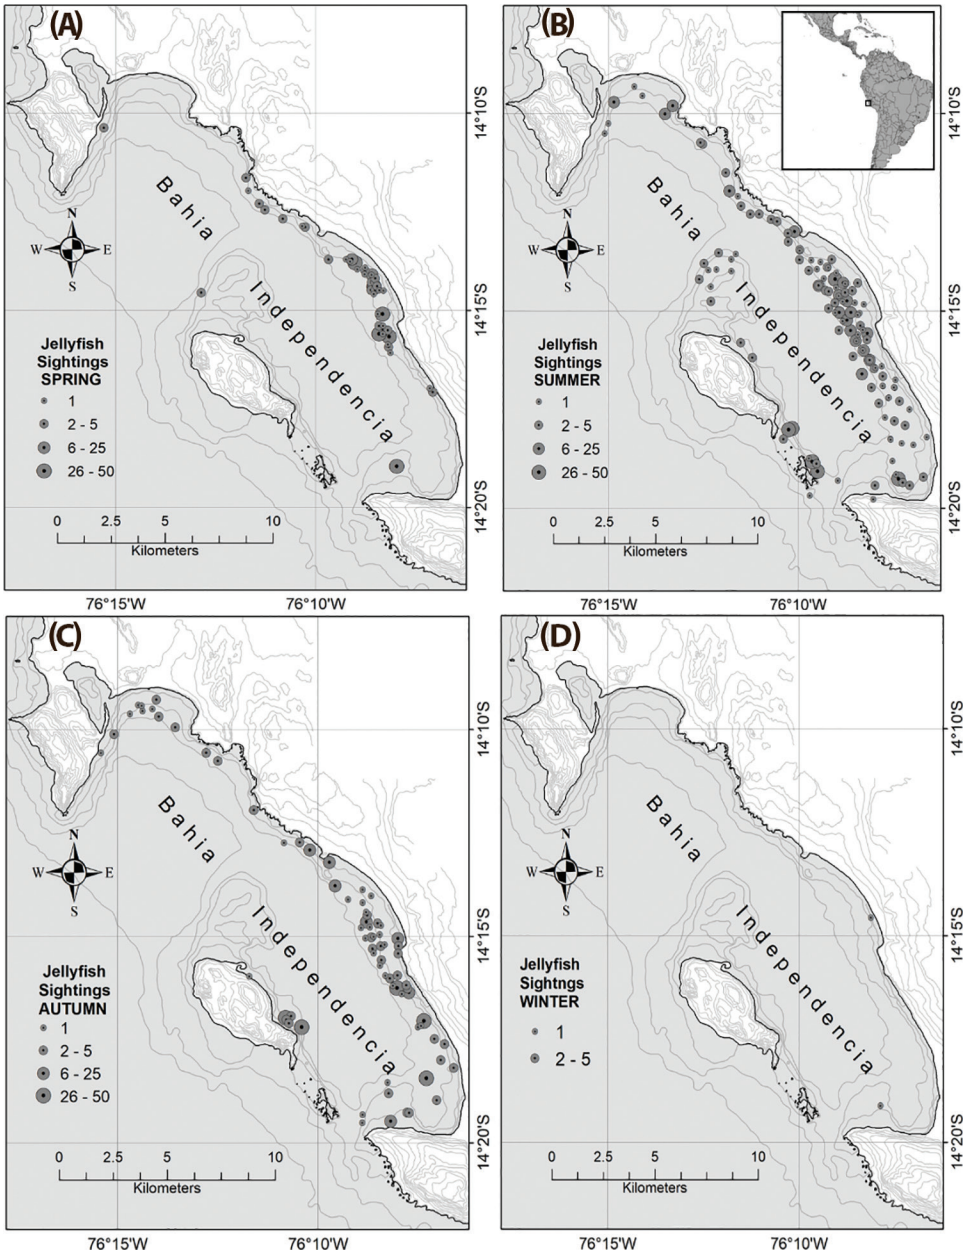 (A)
Bahia
Independencia
N
W E
S
Jellyfish
Sightings
SPRING
1
2 - 5
6 - 25
26 - 50
0 2.5 5 10
Kilometers
14°10'S
14°15'S
14°20'S
76°15'W 76°10'W
(B)
Bahia
Independencia
N
W E
S
Jellyfish
Sightings
SUMMER
1
2 - 5
6 - 25
26 - 50
0 2.5 5 10
Kilometers
14°10'S
14°15'S
14°20'S
76°15'W 76°10'W
(C)
Bahia
Independencia
N
W E
S
Jellyfish
Sightings
AUTUMN
1
2 - 5
6 - 25
26 - 50
0 2.5 5 10
Kilometers
14°10'S
14°15'S
14°20'S
76°15'W 76°10'W
(D)
Bahia
Independencia
N
W E
S
Jellyfish
Sightngs
WINTER
1
2 - 5
0 2.5 5 10
Kilometers
14°10'S
14°15'S
14°20'S
76°15'W 76°10'W